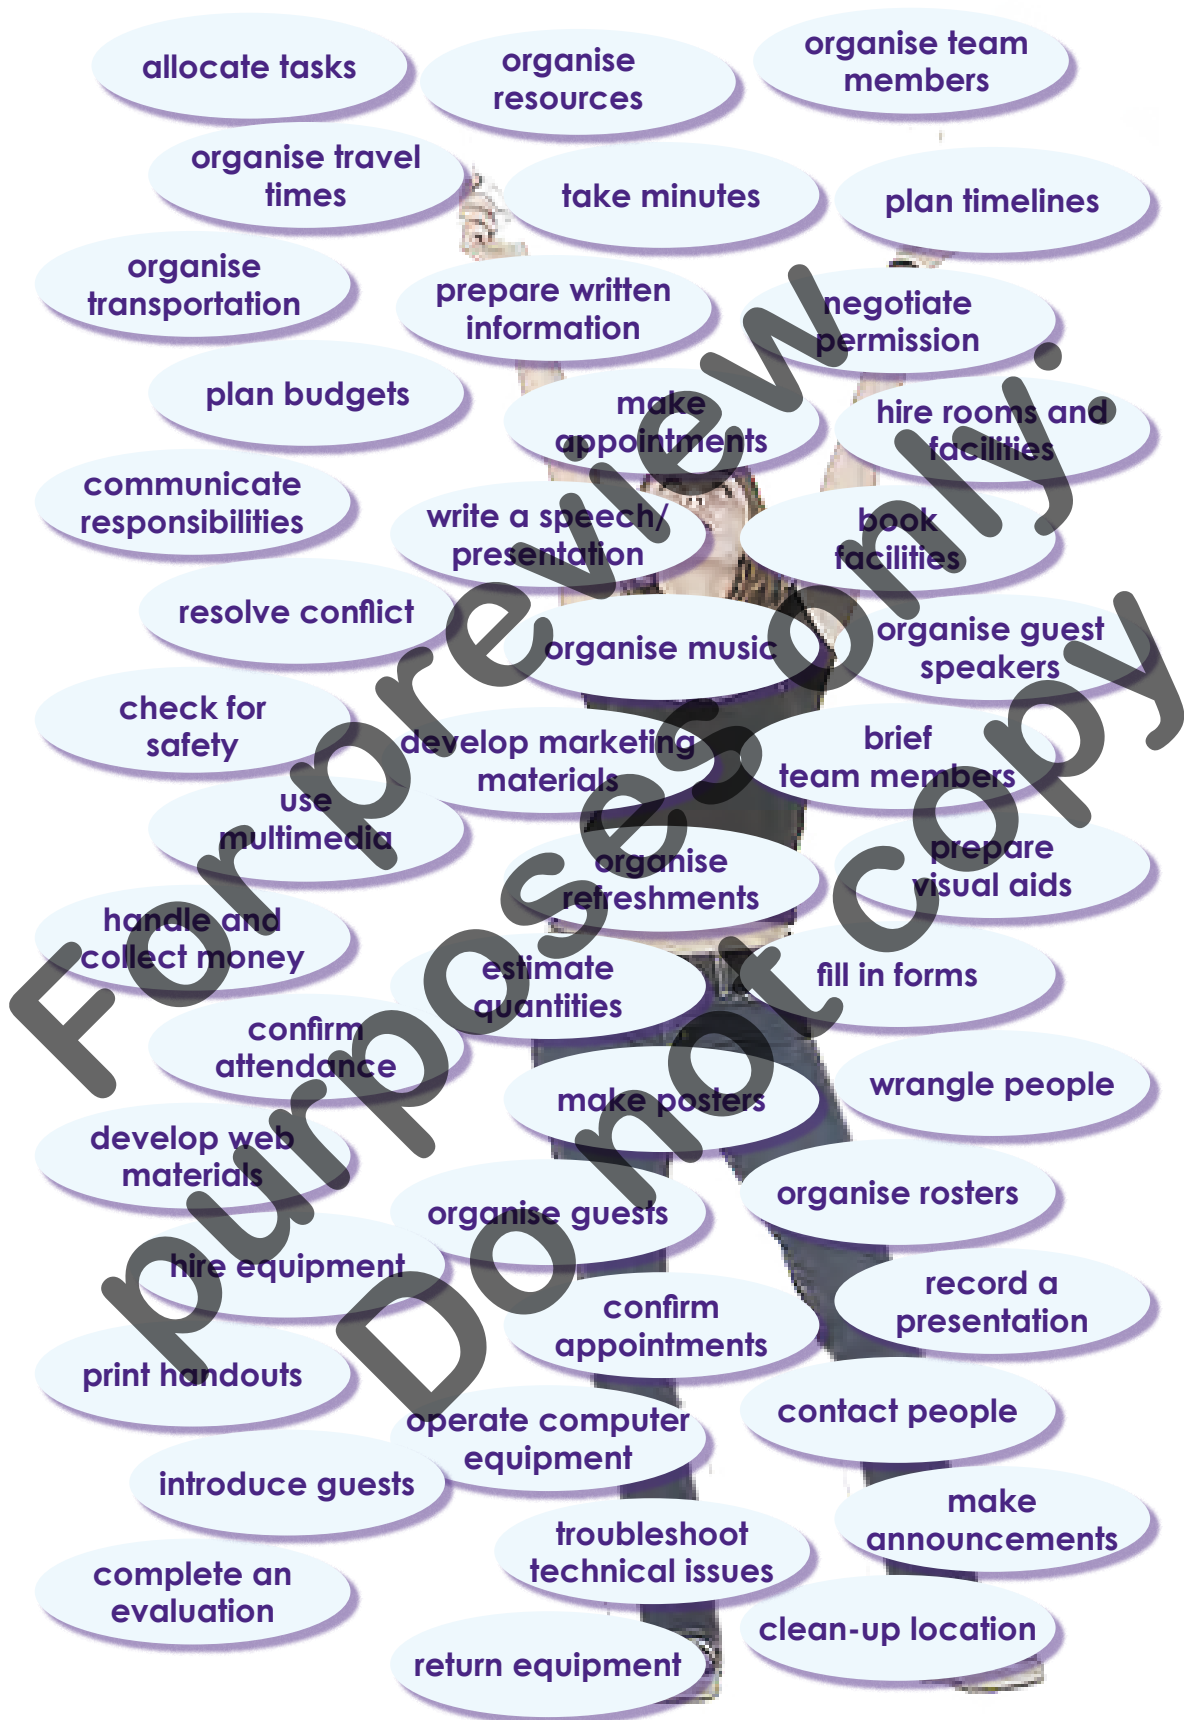 allocate tasks
organise
resources
organise team
members
organise travel
times
take minutes
plan timelines
organise
transportation
prepare written
information
negotiate
permission
plan budgets
make
appointments
hire rooms and
facilities
communicate
responsibilities
write a speech/
presentation
book
facilities
resolve conflict
organise music
organise guest
speakers
check for
safety
develop marketing
materials
brief
team members
use
multimedia
organise
refreshments
prepare
visual aids
handle and
collect money
estimate
quantities
fill in forms
confirm
attendance
make posters
wrangle people
develop web
materials
organise guests
organise rosters
hire equipment
confirm
appointments
record a
presentation
print handouts
operate computer
equipment
contact people
introduce guests
troubleshoot
technical issues
make
announcements
complete an
evaluation
return equipment
clean-up location
For preview
purposes only.
Do not copy